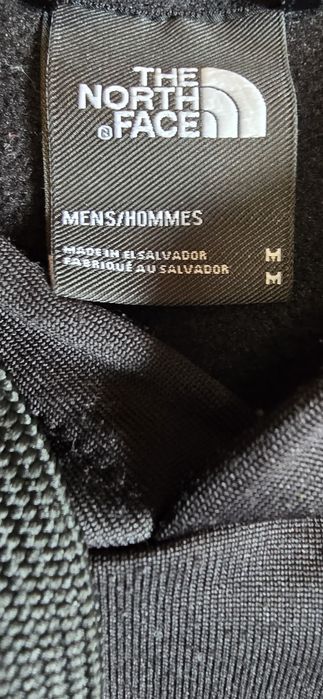 THE
NORTH
FACE
MENS/HOMMES
MADE IN EL SALVADOR M
FABRIQUÉ AU SALVADOR M